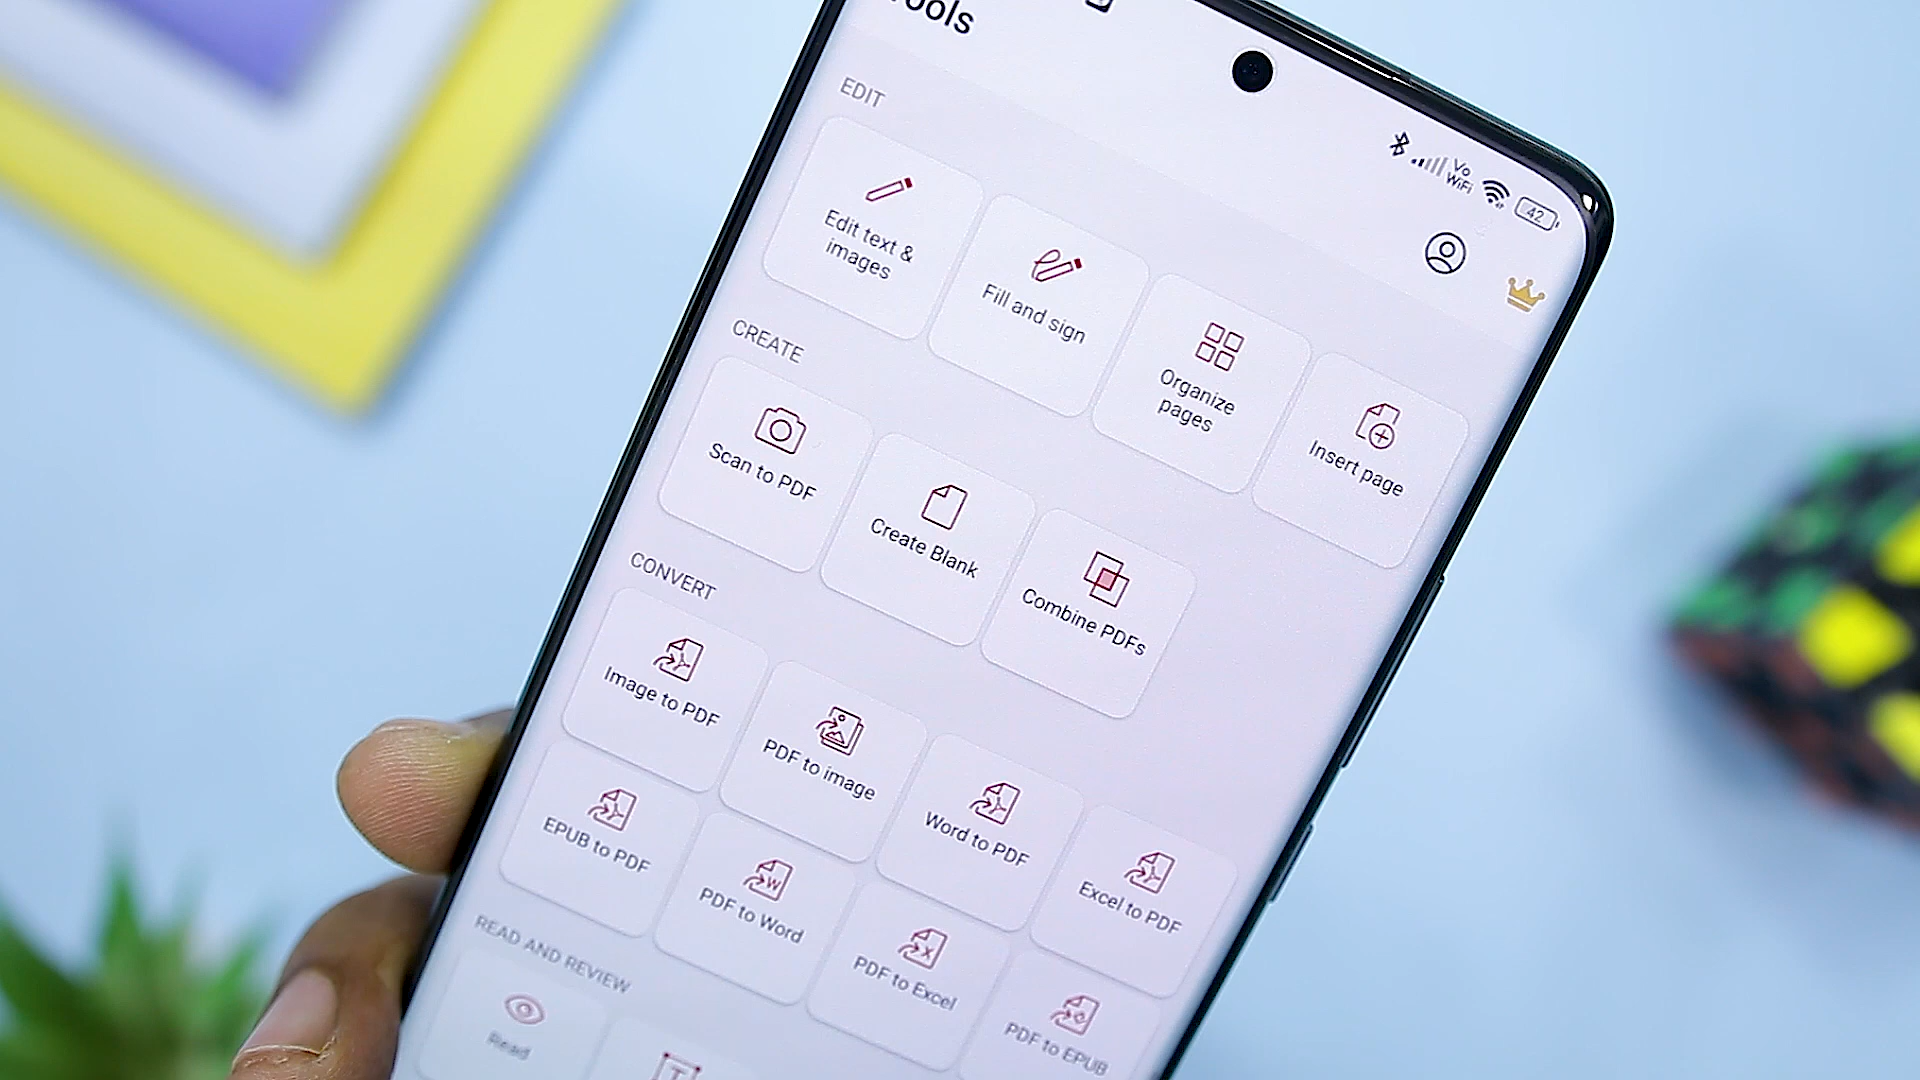 Tools
Vo
WiFi
42
EDIT
Edit text &
images
Fill and sign
Organize
pages
Insert page
CREATE
Scan to PDF
Create Blank
Combine PDFs
CONVERT
Image to PDF
PDF to image
Word to PDF
Excel to PDF
EPUB to PDF
PDF to Word
PDF to Excel
PDF to EPUB
READ AND REVIEW
Read